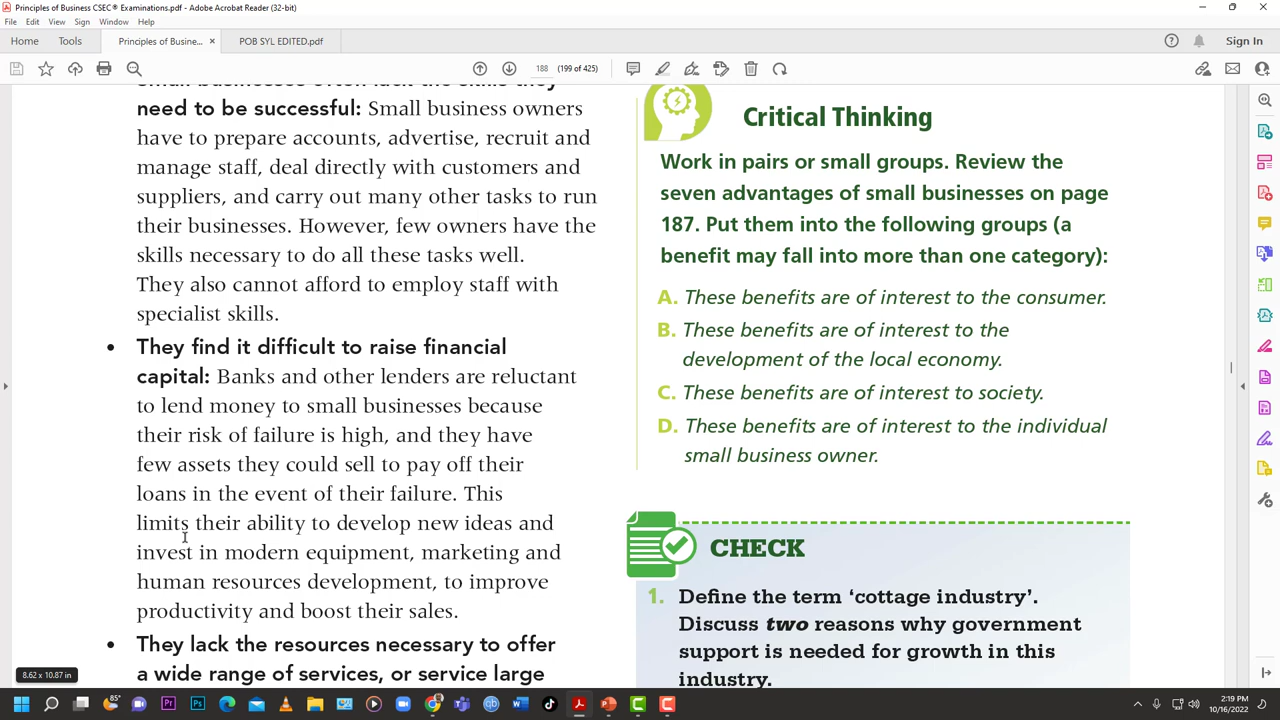 Principles of Business CSEC® Examinations.pdf - Adobe Acrobat Reader (32-bit)
File Edit View Sign Window Help
Home Tools Principles of Busine... × POB SYL EDITED.pdf Sign In
188 (199 of 425)
Small businesses often lack the skills they
need to be successful: Small business owners
have to prepare accounts, advertise, recruit and
manage staff, deal directly with customers and
suppliers, and carry out many other tasks to run
their businesses. However, few owners have the
skills necessary to do all these tasks well.
They also cannot afford to employ staff with
specialist skills.
• They find it difficult to raise financial
capital: Banks and other lenders are reluctant
to lend money to small businesses because
their risk of failure is high, and they have
few assets they could sell to pay off their
loans in the event of their failure. This
limits their ability to develop new ideas and
invest in modern equipment, marketing and
human resources development, to improve
productivity and boost their sales.
• They lack the resources necessary to offer
a wide range of services, or service large
Critical Thinking
Work in pairs or small groups. Review the
seven advantages of small businesses on page
187. Put them into the following groups (a
benefit may fall into more than one category):
A. These benefits are of interest to the consumer.
B. These benefits are of interest to the
development of the local economy.
C. These benefits are of interest to society.
D. These benefits are of interest to the individual
small business owner.
CHECK
1. Define the term ‘cottage industry’.
Discuss two reasons why government
support is needed for growth in this
industry.
8.62 x 10.87 in
85°
2:19 PM
10/16/2022